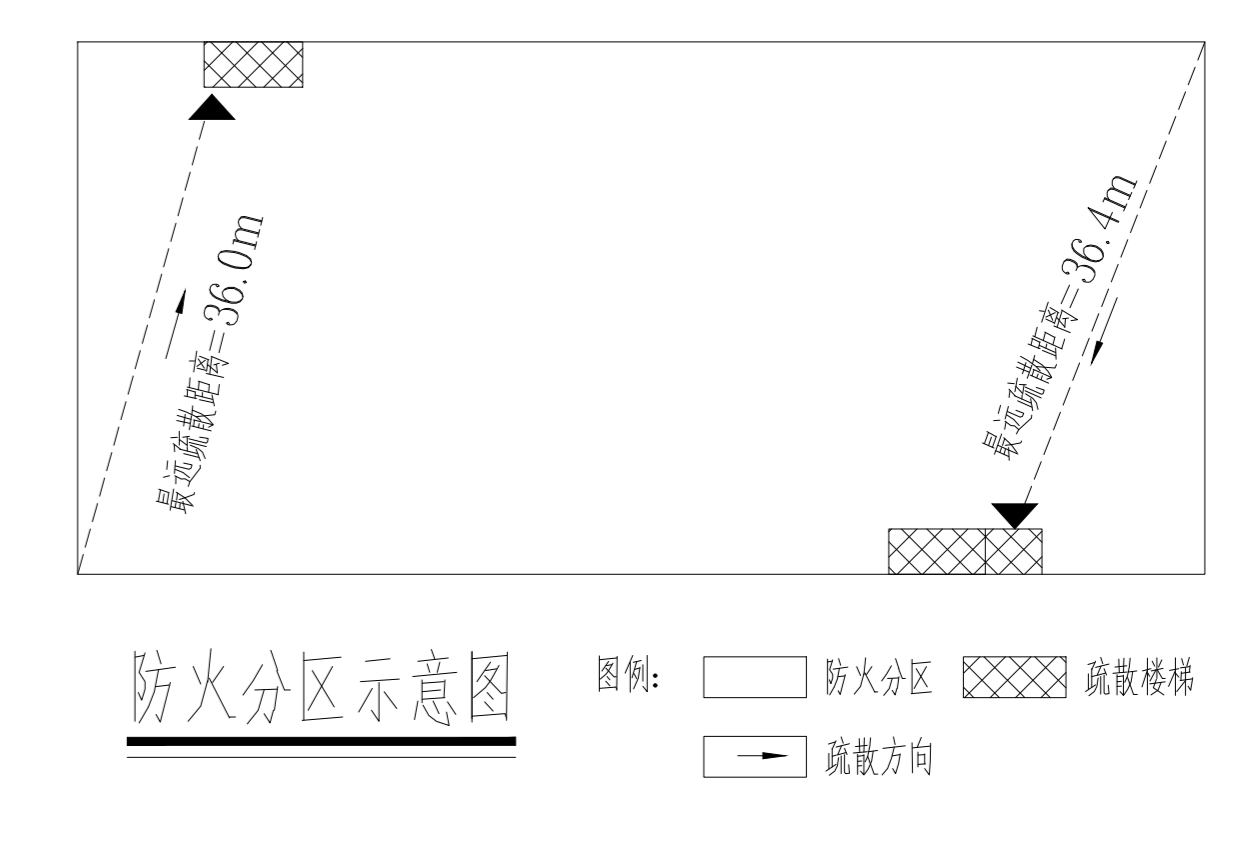 最远疏散距离=36.0m
最远疏散距离=36.4m
防火分区示意图
图例:
防火分区
疏散楼梯
疏散方向